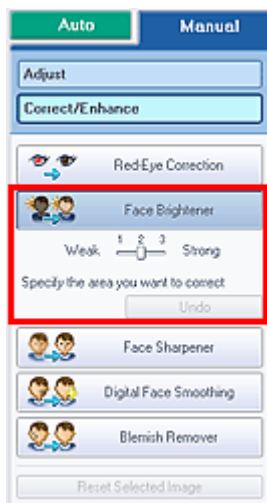 Auto Manual
Adjust
Correct/Enhance
Red-Eye Correction
Face Brightener
1 2 3
Weak Strong
Specify the area you want to correct
Undo
Face Sharpener
Digital Face Smoothing
Blemish Remover
Reset Selected Image